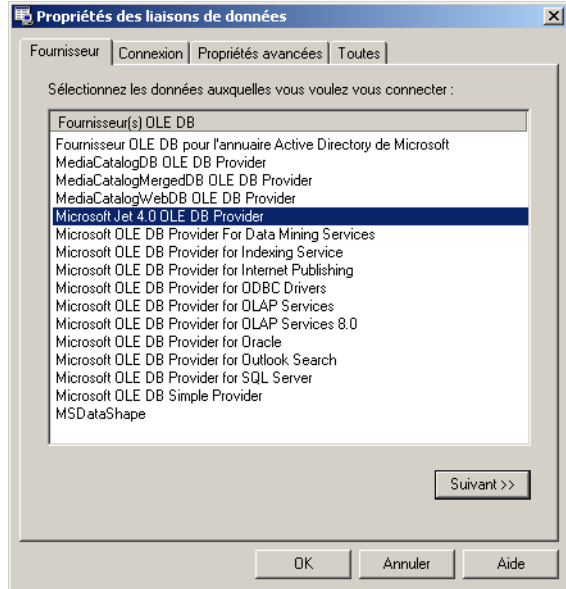 Propriétés des liaisons de données
Fournisseur Connexion Propriétés avancées Toutes
Sélectionnez les données auxquelles vous voulez vous connecter :
Fournisseur(s) OLE DB
Fournisseur OLE DB pour l'annuaire Active Directory de Microsoft
MediaCatalogDB OLE DB Provider
MediaCatalogMergedDB OLE DB Provider
MediaCatalogWebDB OLE DB Provider
Microsoft Jet 4.0 OLE DB Provider
Microsoft OLE DB Provider For Data Mining Services
Microsoft OLE DB Provider for Indexing Service
Microsoft OLE DB Provider for Internet Publishing
Microsoft OLE DB Provider for ODBC Drivers
Microsoft OLE DB Provider for OLAP Services
Microsoft OLE DB Provider for OLAP Services 8.0
Microsoft OLE DB Provider for Oracle
Microsoft OLE DB Provider for Outlook Search
Microsoft OLE DB Provider for SQL Server
Microsoft OLE DB Simple Provider
MSDataShape
Suivant >>
OK Annuler Aide